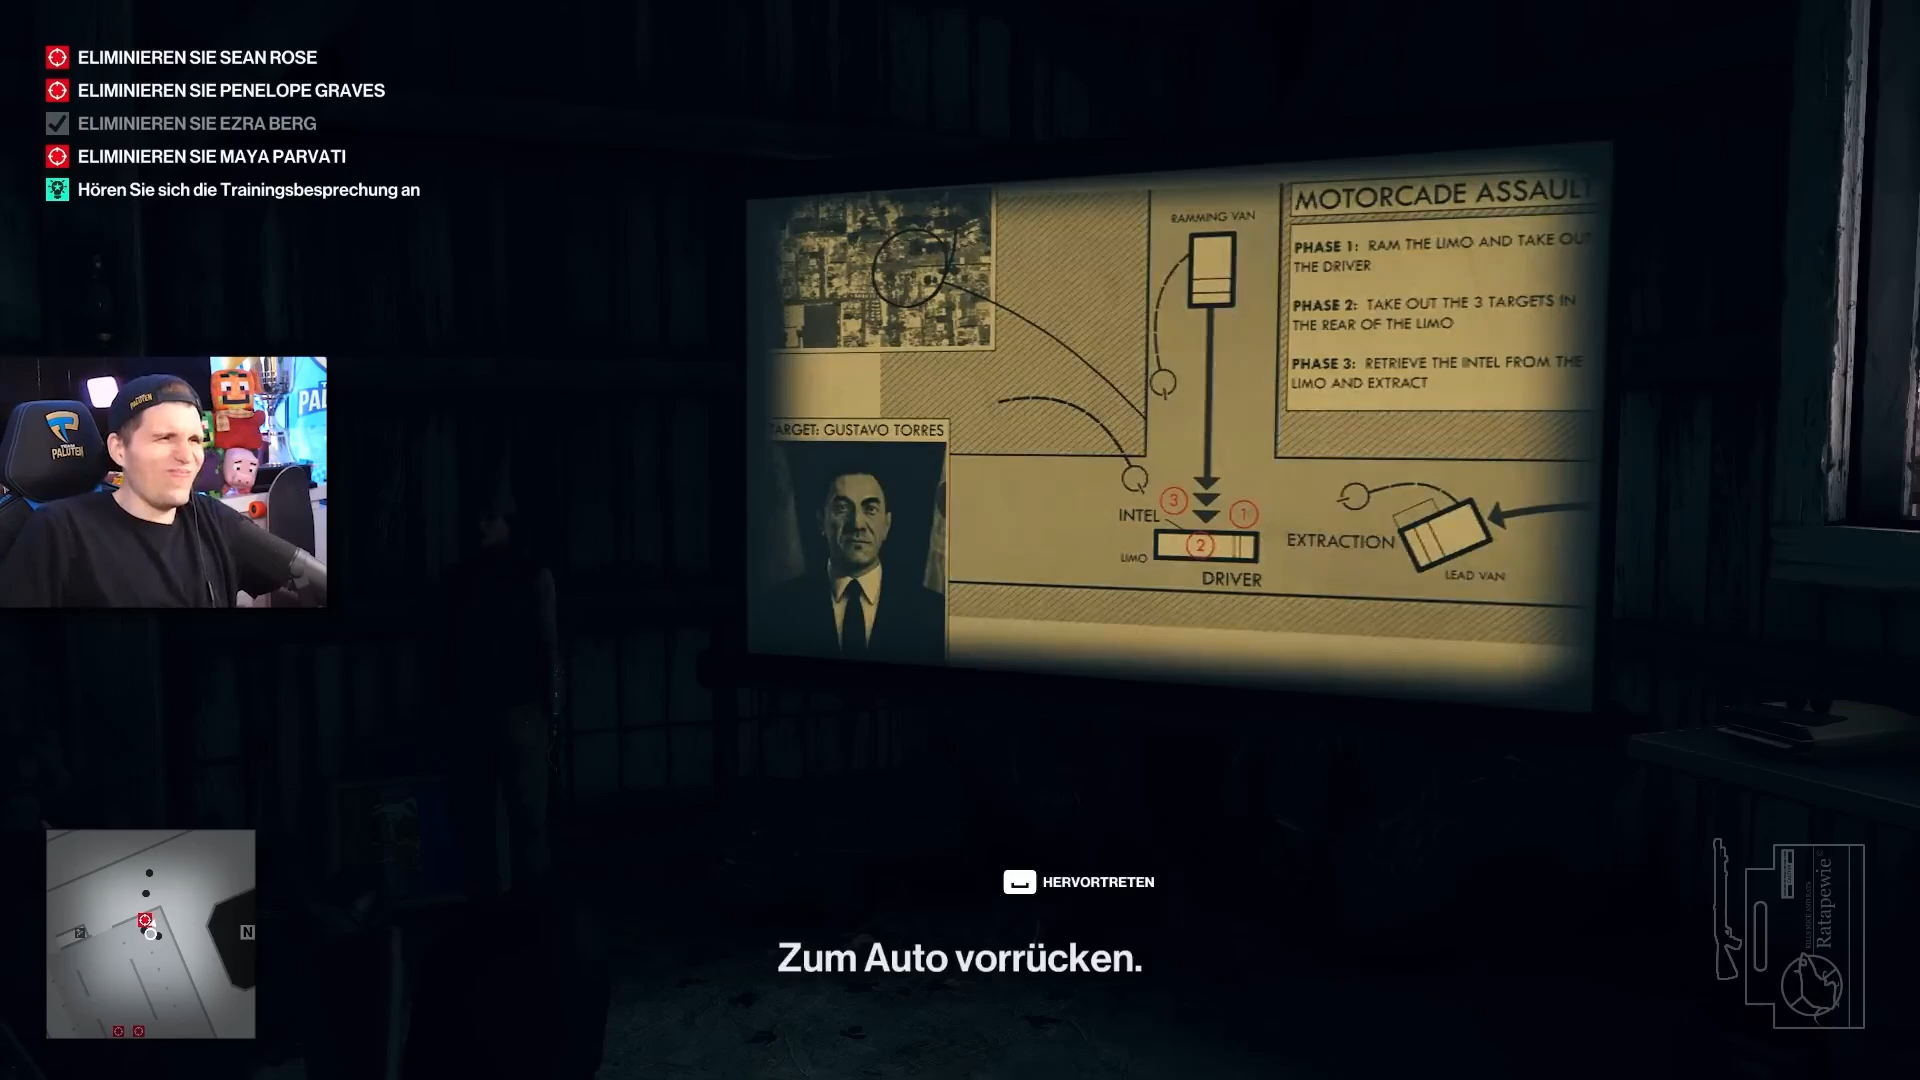 ELIMINIEREN SIE SEAN ROSE
ELIMINIEREN SIE PENELOPE GRAVES
ELIMINIEREN SIE EZRA BERG
ELIMINIEREN SIE MAYA PARVATI
Hören Sie sich die Trainingsbesprechung an
MOTORCADE ASSAULT
PHASE 1: RAM THE LIMO AND TAKE OUT
THE DRIVER
PHASE 2: TAKE OUT THE 3 TARGETS IN
THE REAR OF THE LIMO
PHASE 3: RETRIEVE THE INTEL FROM THE
LIMO AND EXTRACT
RAMMING VAN
TARGET: GUSTAVO TORRES
3
1
INTEL
2
LIMO
DRIVER
EXTRACTION
LEAD VAN
PALUTEN
TEAM
PALUTEN
PAL
N
HERVORTRETEN
Zum Auto vorrücken.
Ratapewie